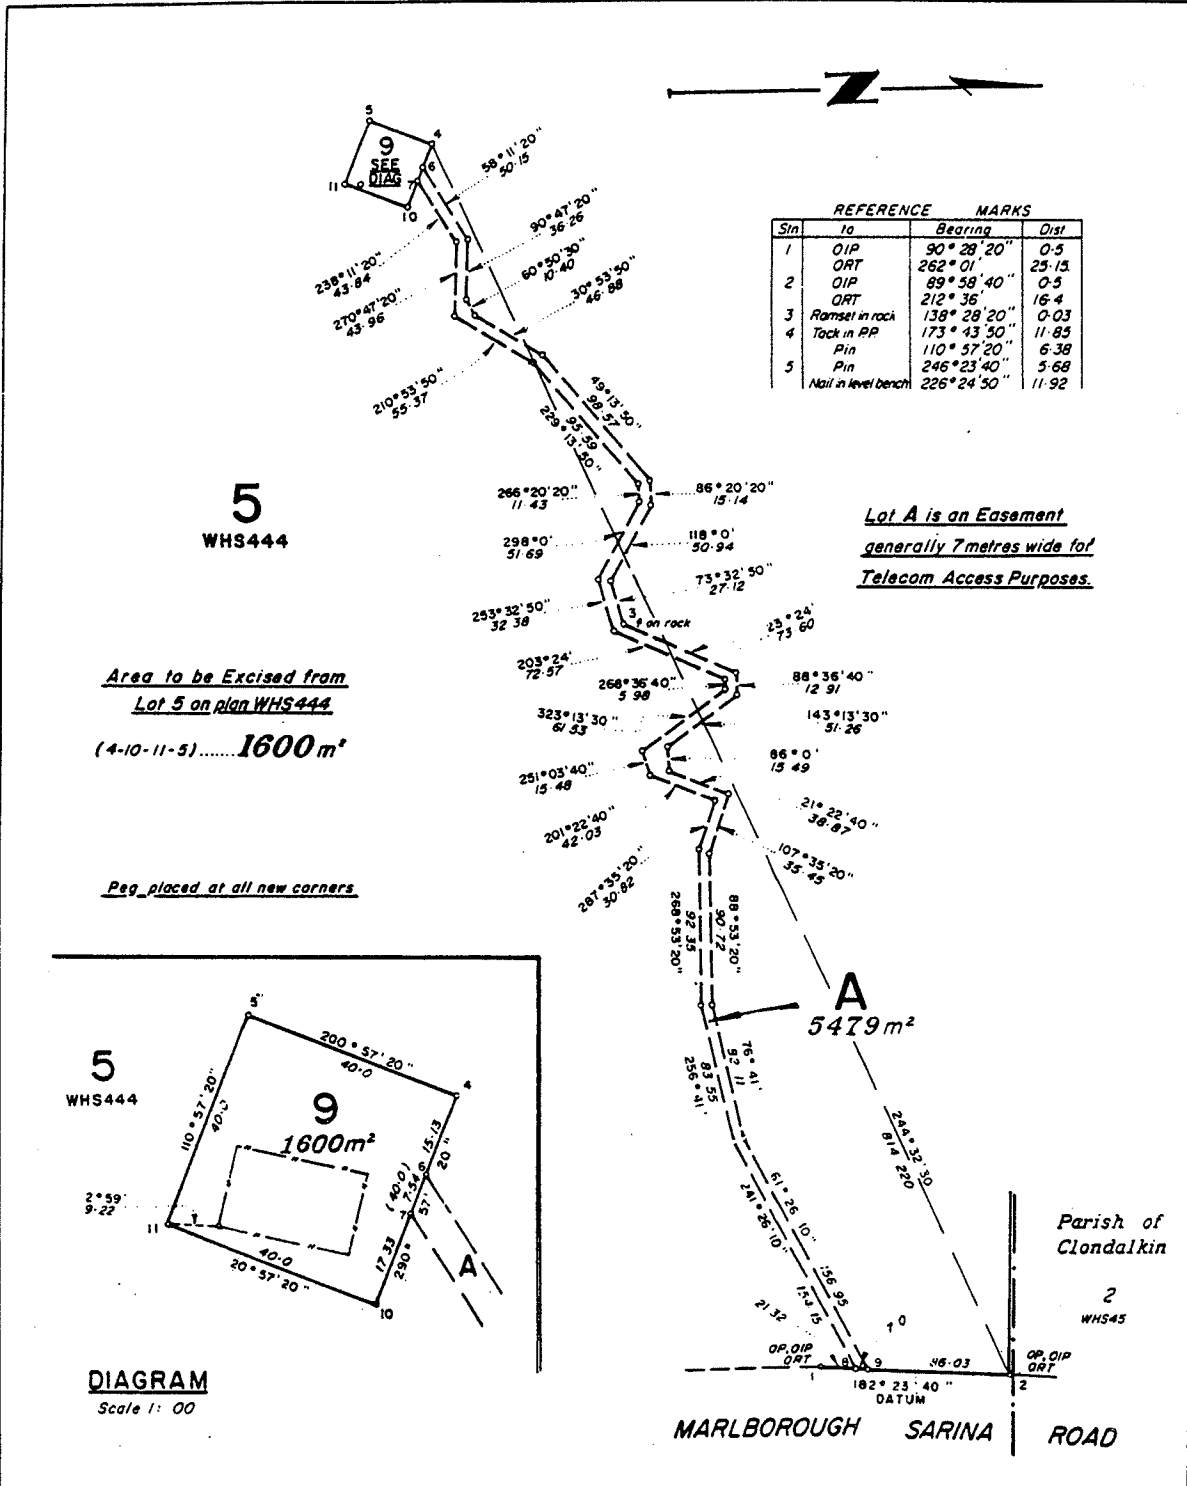 Z
5
4
9
SEE
DIAG
6
7
11
10
58°11'20"
50·15
90°47'20"
36·26
60°50'30"
10·40
30°53'50"
46·88
238°11'20"
43·84
270°47'20"
43·96
210°53'50"
55·37
49°13'50"
98·57
95·59
229°13'50"
REFERENCE MARKS
Stn to Bearing Dist
1 OIP 90°28'20" 0·5
ORT 262°01' 25·15
2 OIP 89°58'40" 0·5
ORT 212°36' 16·4
3 Ramset in rock 138°28'20" 0·03
4 Tack in P.P. 173°43'50" 11·85
Pin 110°57'20" 6·38
5 Pin 246°23'40" 5·68
Nail in level bench 226°24'50" 11·92
5
WHS444
266°20'20"
11·43
86°20'20"
15·14
298°0'
51·69
118°0'
50·94
Lot A is an Easement
generally 7 metres wide for
Telecom Access Purposes.
73°32'50"
27·12
253°32'50"
32·38
3
on rock
23°24'
73·60
203°24'
72·57
268°36'40"
5·98
88°36'40"
12·91
323°13'30"
61·53
143°13'30"
51·26
Area to be Excised from
Lot 5 on plan WHS444
(4-10-11-5)......1600m²
251°03'40"
15·48
86°0'
15·49
201°22'40"
42·03
21°22'40"
38·87
287°35'20"
30·82
107°35'20"
35·45
Peg placed at all new corners
268°53'20"
92·35
88°53'20"
90·72
A
5479m²
76°41'
92·11
83·55
256°41'
244°32'30
814·220
61°26'10"
156·95
241°26'10"
154·15
21·32
OP,OIP
ORT
1
8
9
96·03
182°23'40"
DATUM
OP,OIP
ORT
2
Parish of
Clondalkin
2
WHS45
MARLBOROUGH SARINA ROAD
5
WHS444
5
200°57'20"
40·0
4
110°57'20"
40·0
9
1600m²
15·13
20"
6
(40·0)
7·54
57'
7
17·33
290°
2°59'
9·22
11
40·0
20°57'20"
10
A
DIAGRAM
Scale 1: 00